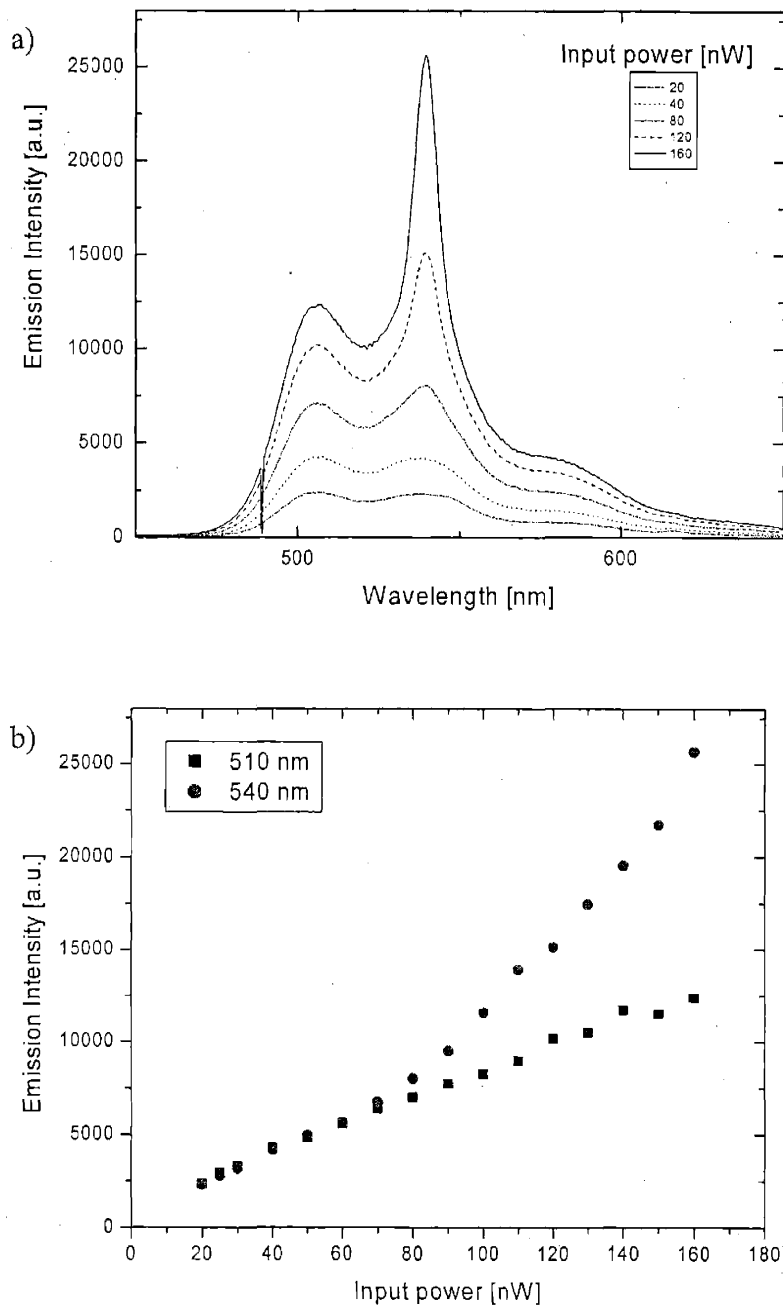 a)
Input power [nW]
20
40
80
120
160
25000
20000
15000
10000
5000
0
Emission Intensity [a.u.]
500
600
Wavelength [nm]
b)
510 nm
540 nm
25000
20000
15000
10000
5000
0
Emission Intensity [a.u.]
0 20 40 60 80 100 120 140 160 180
Input power [nW]